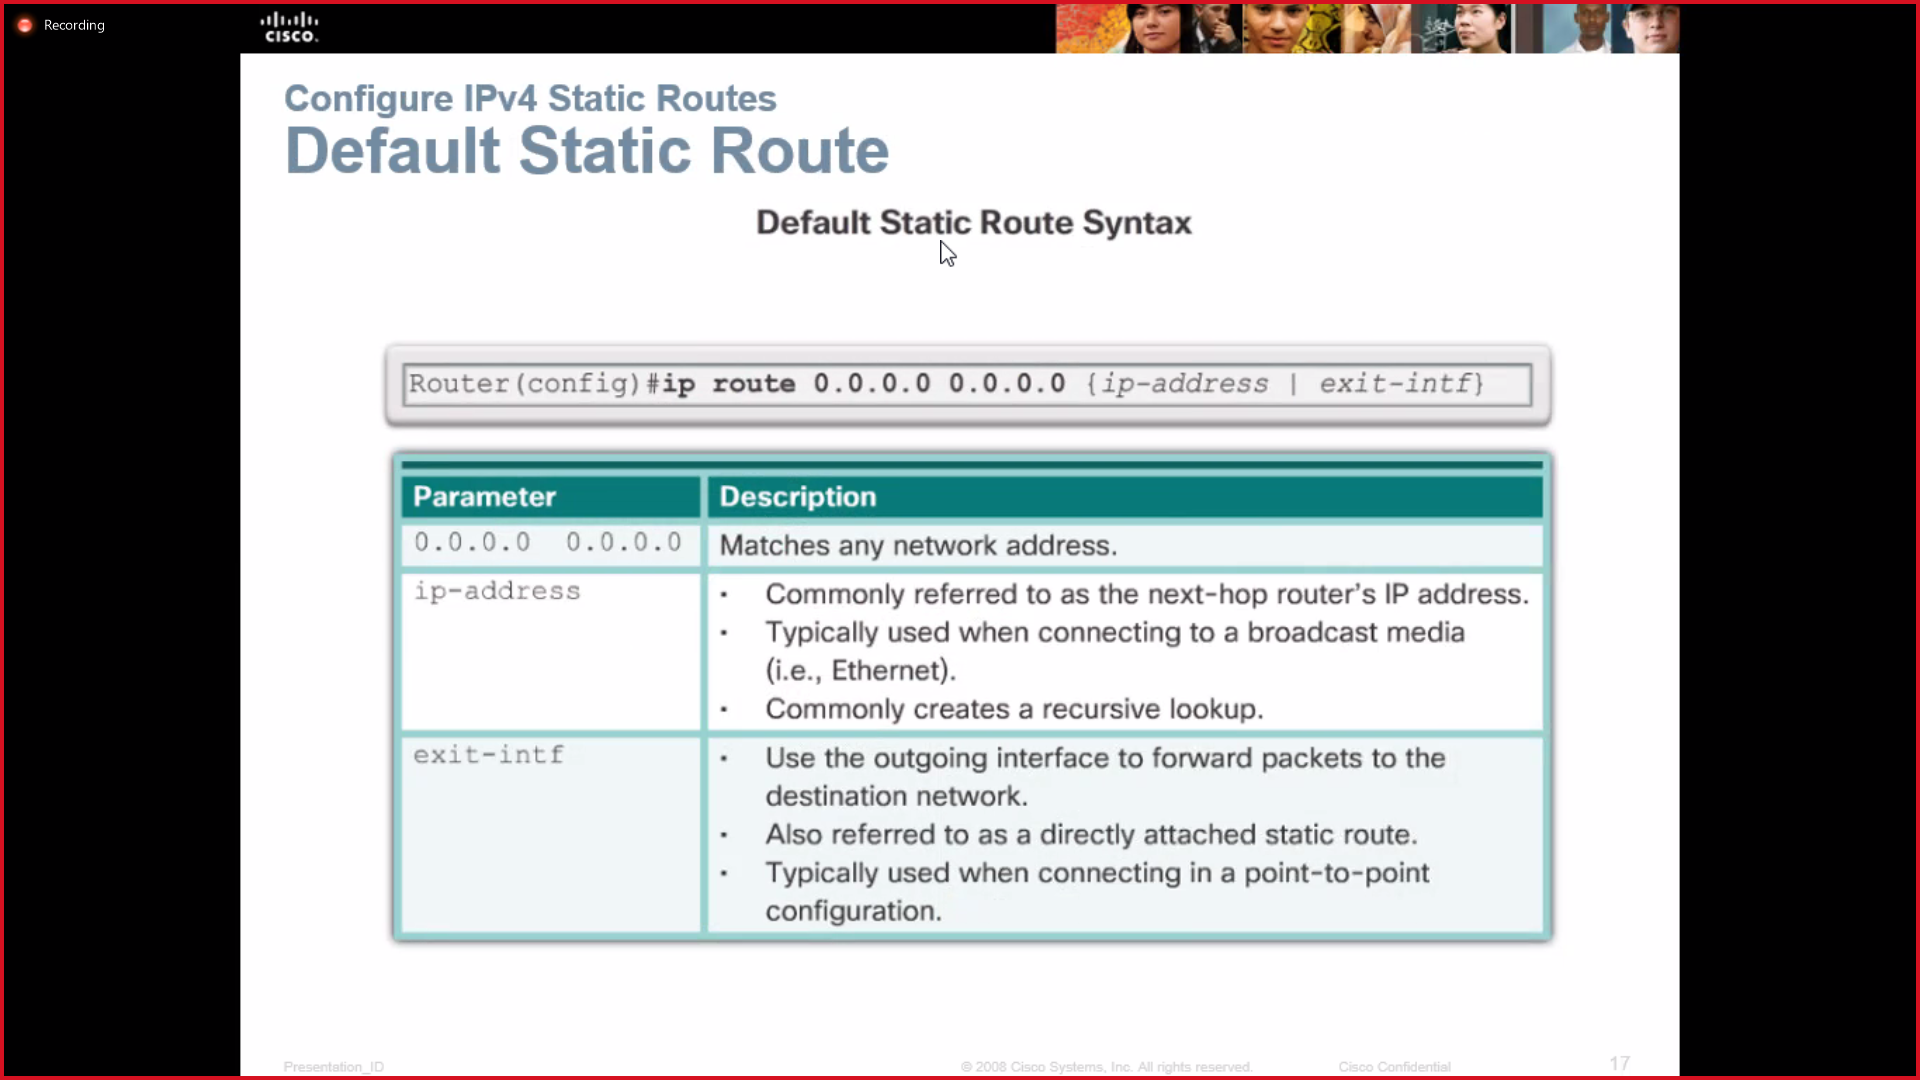 Recording
CISCO.
Configure IPv4 Static Routes
Default Static Route
Default Static Route Syntax
Router(config)#ip route 0.0.0.0 0.0.0.0 {ip-address | exit-intf}
Parameter Description
0.0.0.0 0.0.0.0 Matches any network address.
ip-address • Commonly referred to as the next-hop router's IP address.
• Typically used when connecting to a broadcast media
(i.e., Ethernet).
• Commonly creates a recursive lookup.
exit-intf • Use the outgoing interface to forward packets to the
destination network.
• Also referred to as a directly attached static route.
• Typically used when connecting in a point-to-point
configuration.
Presentation_ID © 2008 Cisco Systems, Inc. All rights reserved. Cisco Confidential 17